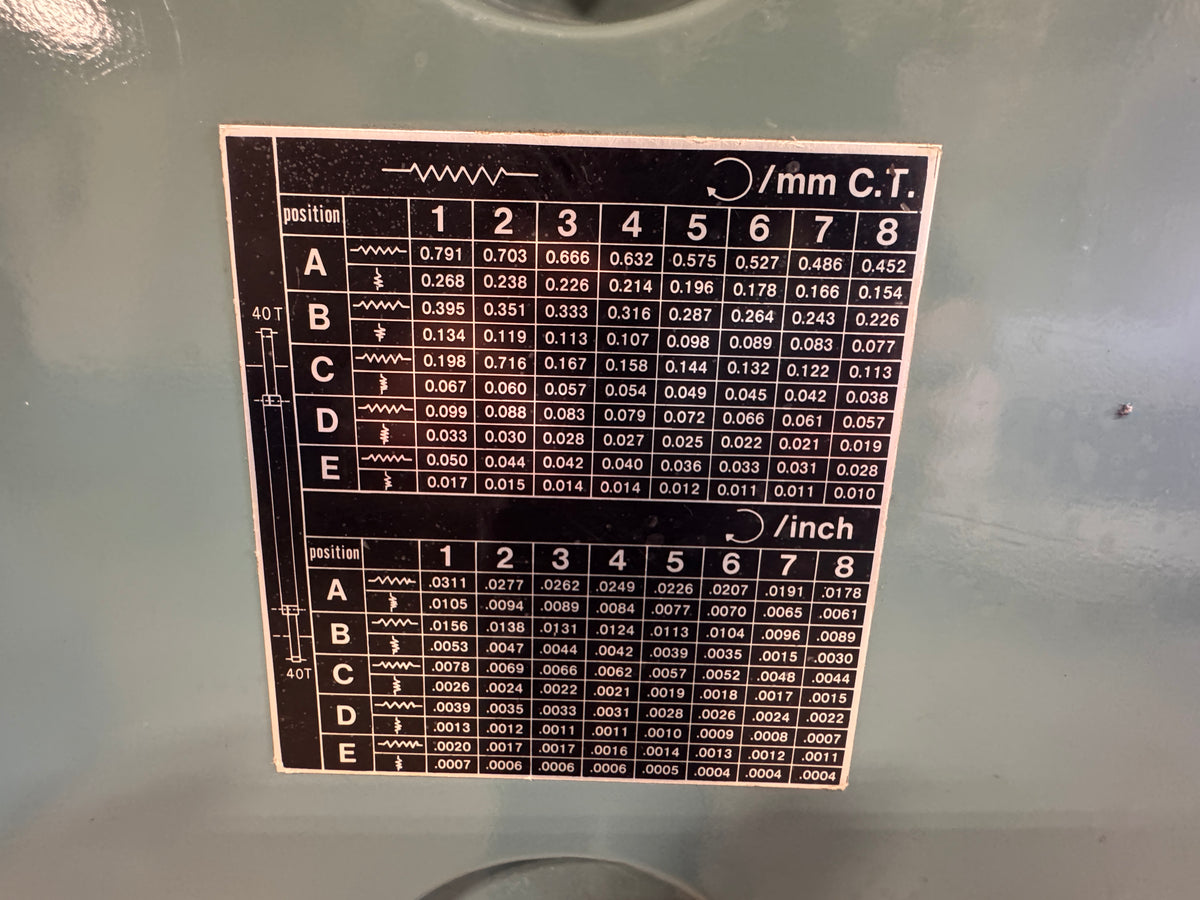 /mm C.T.
position 1 2 3 4 5 6 7 8
A 0.791 0.703 0.666 0.632 0.575 0.527 0.486 0.452
0.268 0.238 0.226 0.214 0.196 0.178 0.166 0.154
B 0.395 0.351 0.333 0.316 0.287 0.264 0.243 0.226
40T
0.134 0.119 0.113 0.107 0.098 0.089 0.083 0.077
C 0.198 0.716 0.167 0.158 0.144 0.132 0.122 0.113
0.067 0.060 0.057 0.054 0.049 0.045 0.042 0.038
D 0.099 0.088 0.083 0.079 0.072 0.066 0.061 0.057
0.033 0.030 0.028 0.027 0.025 0.022 0.021 0.019
E 0.050 0.044 0.042 0.040 0.036 0.033 0.031 0.028
0.017 0.015 0.014 0.014 0.012 0.011 0.011 0.010
/inch
position 1 2 3 4 5 6 7 8
A .0311 .0277 .0262 .0249 .0226 .0207 .0191 .0178
.0105 .0094 .0089 .0084 .0077 .0070 .0065 .0061
B .0156 .0138 .0131 .0124 .0113 .0104 .0096 .0089
.0053 .0047 .0044 .0042 .0039 .0035 .0015 .0030
C .0078 .0069 .0066 .0062 .0057 .0052 .0048 .0044
40T
.0026 .0024 .0022 .0021 .0019 .0018 .0017 .0015
D .0039 .0035 .0033 .0031 .0028 .0026 .0024 .0022
.0013 .0012 .0011 .0011 .0010 .0009 .0008 .0007
E .0020 .0017 .0017 .0016 .0014 .0013 .0012 .0011
.0007 .0006 .0006 .0006 .0005 .0004 .0004 .0004